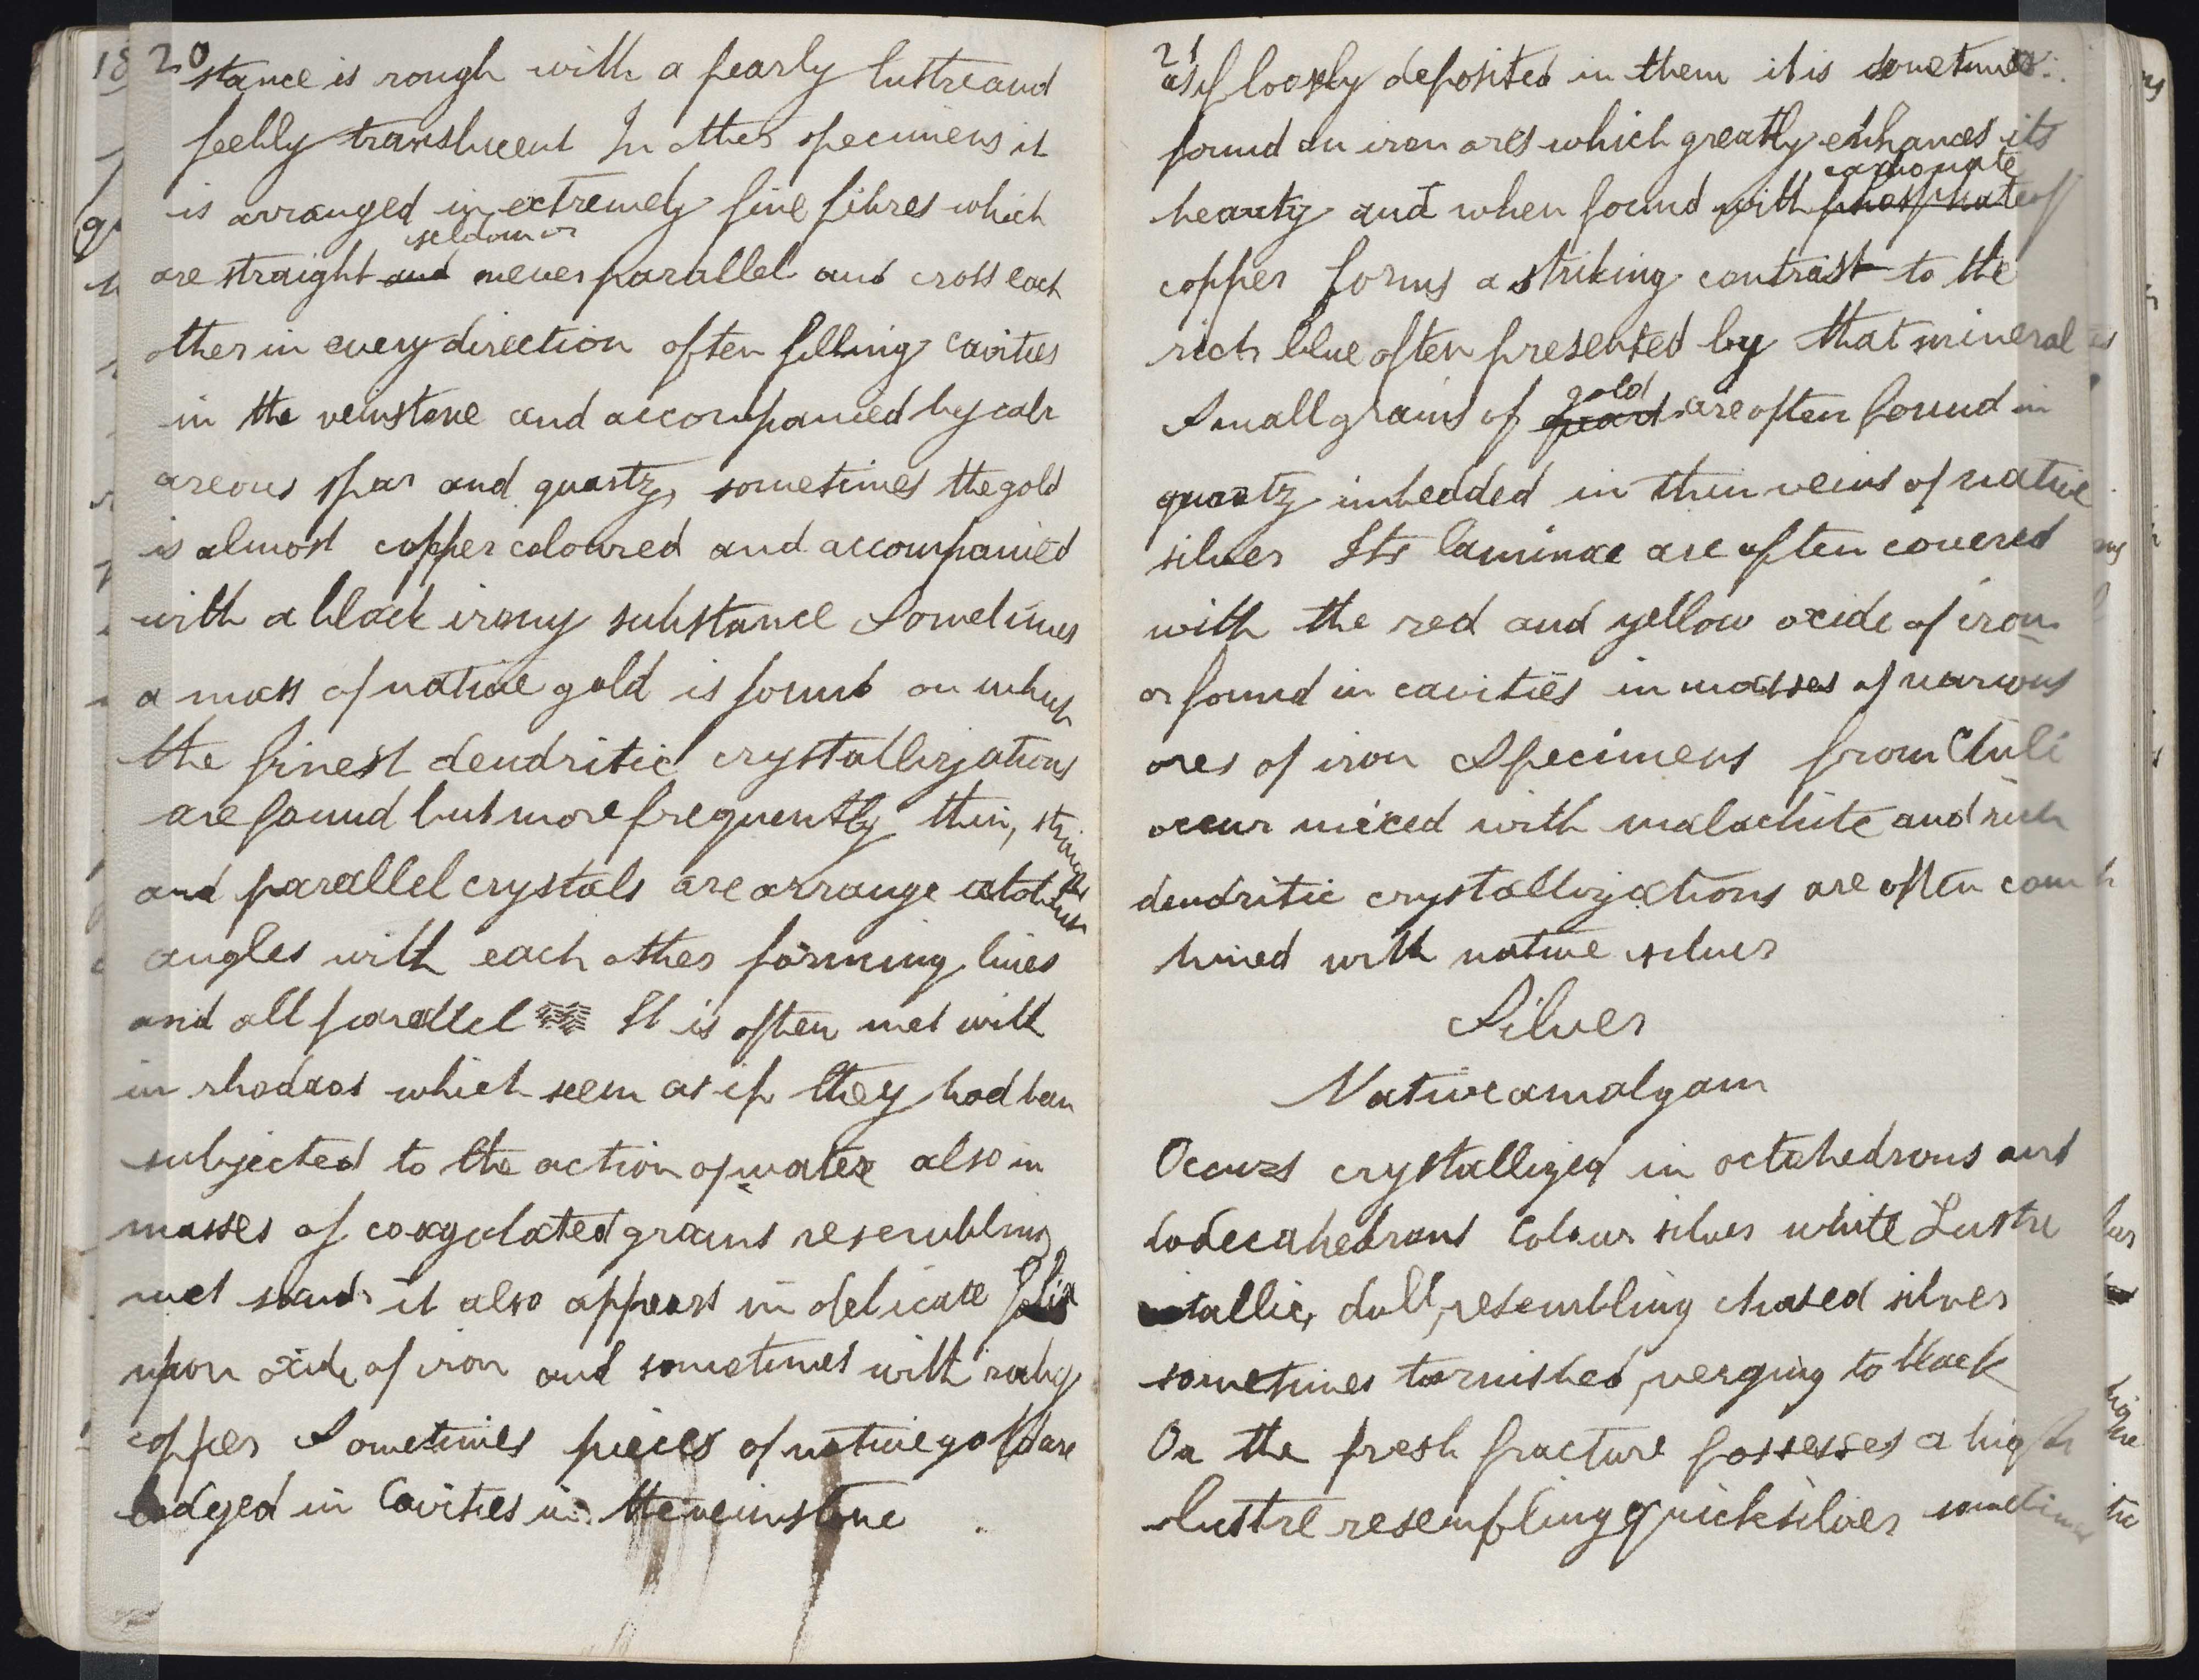 20
stance is rough with a pearly lustre and
feebly translucent In other specimens it
is arranged in extremely fine fibres which
seldom or
are straight and never parallel and cross each
other in every direction often filling cavities
in the veinstone and accompanied by calc
areous spar and quartz, sometimes the gold
is almost copper coloured and accompanied
with a black irony substance Sometimes
a mass of native gold is found on which
the finest dendritic crystallizations
are found but more frequently thin, straight
and parallel crystals are arrange at
angles with each other forming lines
and all parallel It is often met with
in which seem as if they had been
subjected to the action of water also in
masses of coagulated grains resembling
wet sand it also appears in delicate folia
upon oxide of iron and sometimes with ruby
copper Sometimes pieces of native gold are
lodged in Cavities in the veinstone
21
as if loosely deposited in them it is sometimes
found on iron ores which greatly enhances its
carbonate
beauty and when found with phosphate of
copper forms a striking contrast to the
rich blue often presented by that mineral
gold
Small grains of are often found in
quartz imbedded in thin veins of native
silver Its laminae are often covered
with the red and yellow oxide of iron
or found in cavities in masses of various
ores of iron Specimens from Chili
occur mixed with malachite and rich
dendritic crystallizations are often com
bined with native silver
Silver
Native amalgam
Occurs crystallized in octahedrons and
dodecahedrons Colour silver white Lustre
tallic, dull, resembling chased silver
sometimes tarnished, verging to black
On the fresh fracture possesses a high
lustre resembling quicksilver sometimes